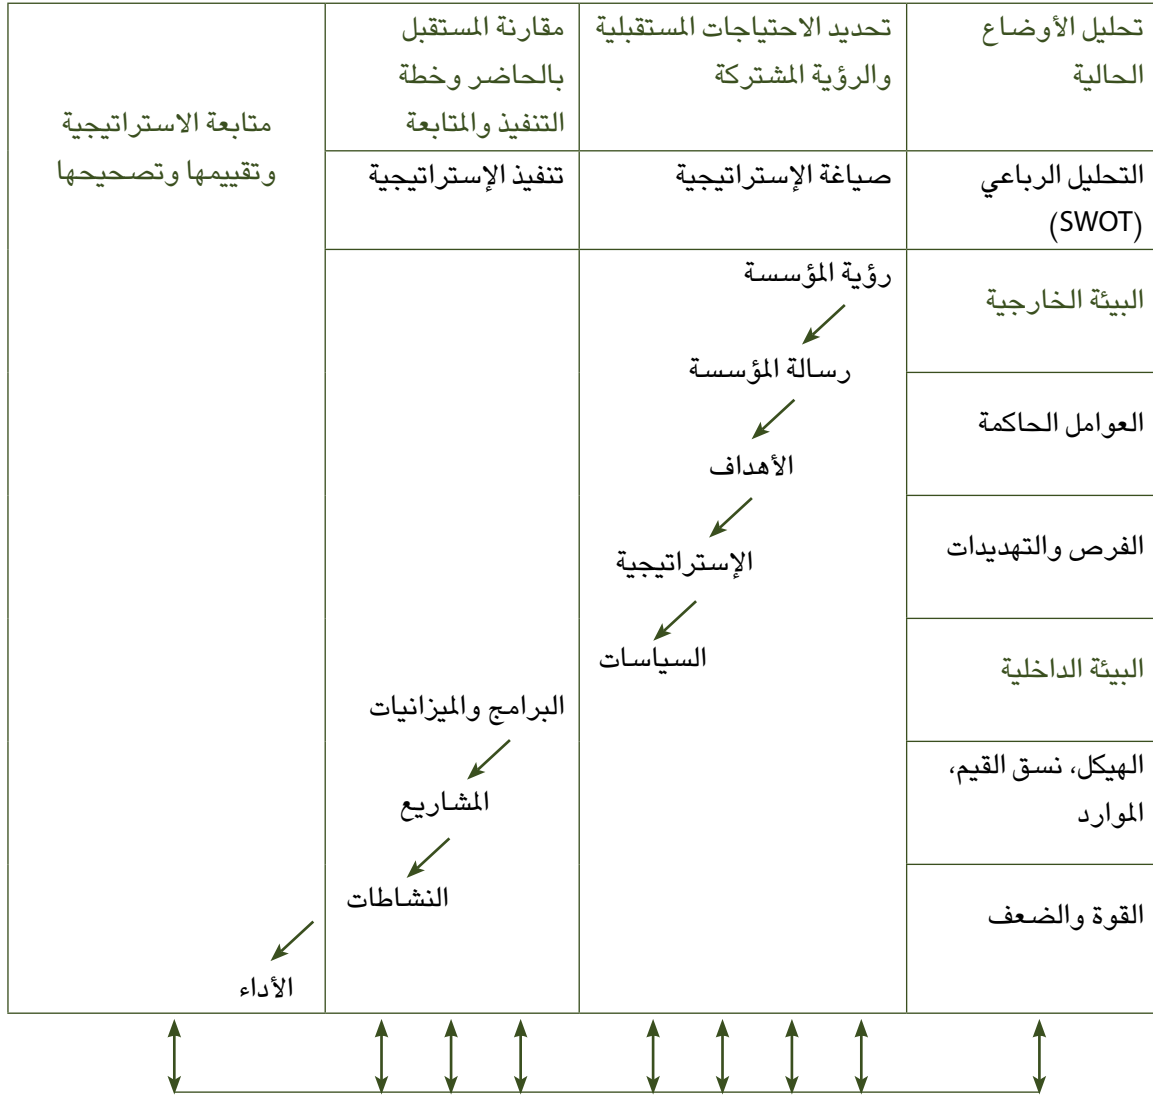 تحليل الأوضاع
الحالية
تحديد الاحتياجات المستقبلية
والرؤية المشتركة
مقارنة المستقبل
بالحاضر وخطة
التنفيذ والمتابعة
متابعة الاستراتيجية
وتقييمها وتصحيحها
التحليل الرباعي
(SWOT)
صياغة الإستراتيجية
تنفيذ الإستراتيجية
البيئة الخارجية
العوامل الحاكمة
الفرص والتهديدات
البيئة الداخلية
الهيكل، نسق القيم،
الموارد
القوة والضعف
رؤية المؤسسة
رسالة المؤسسة
الأهداف
الإستراتيجية
السياسات
البرامج والميزانيات
المشاريع
النشاطات
الأداء